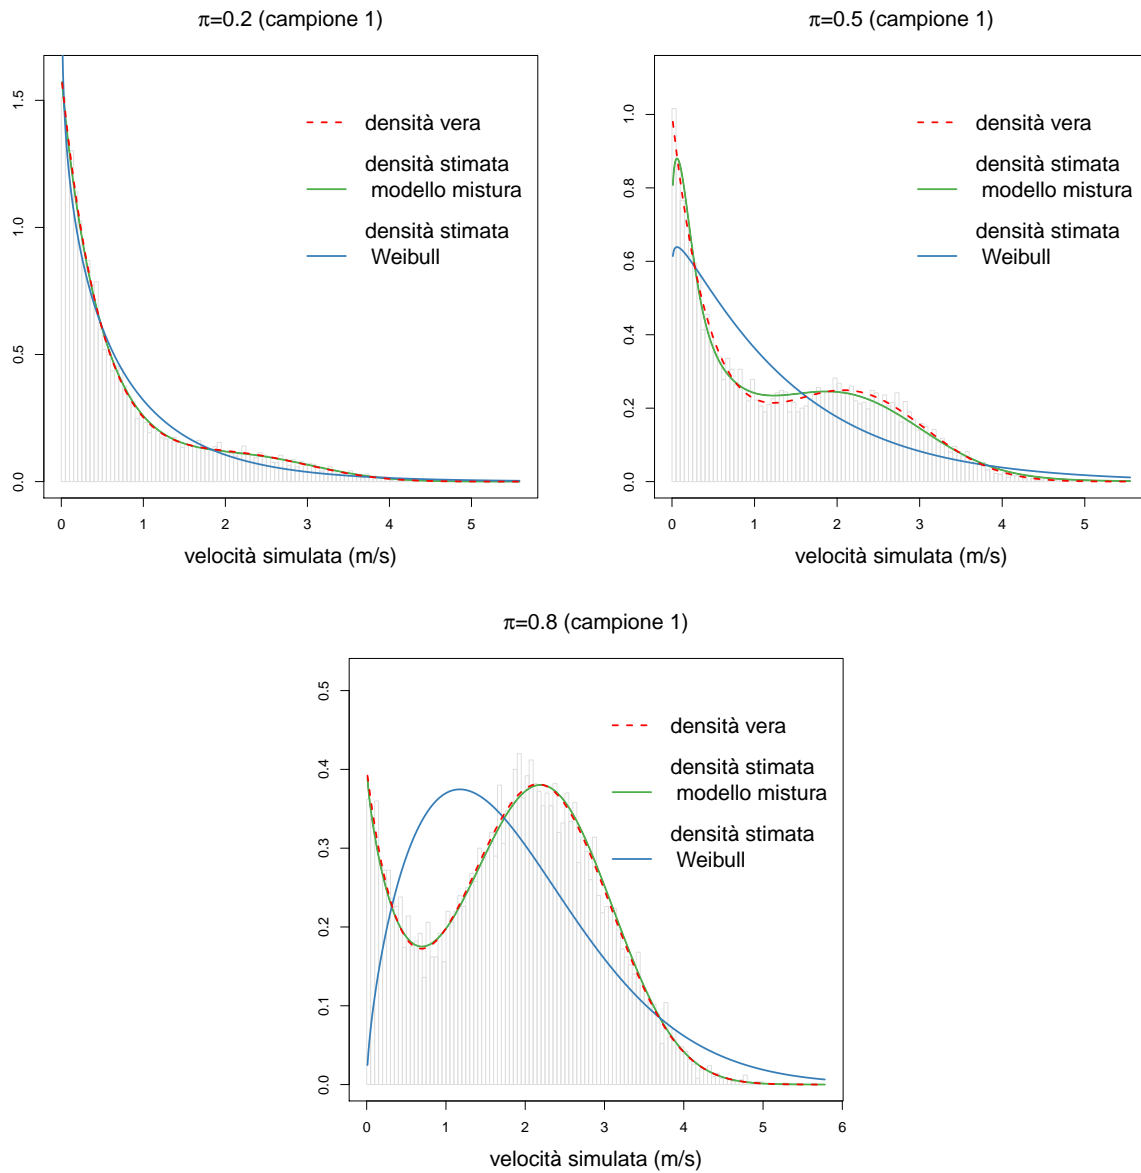 π=0.2 (campione 1)
densità vera
densità stimata
modello mistura
densità stimata
Weibull
0.0
0.5
1.0
1.5
0 1 2 3 4 5
velocità simulata (m/s)
π=0.5 (campione 1)
densità vera
densità stimata
modello mistura
densità stimata
Weibull
0.0
0.2
0.4
0.6
0.8
1.0
0 1 2 3 4 5
velocità simulata (m/s)
π=0.8 (campione 1)
densità vera
densità stimata
modello mistura
densità stimata
Weibull
0.0
0.1
0.2
0.3
0.4
0.5
0 1 2 3 4 5 6
velocità simulata (m/s)